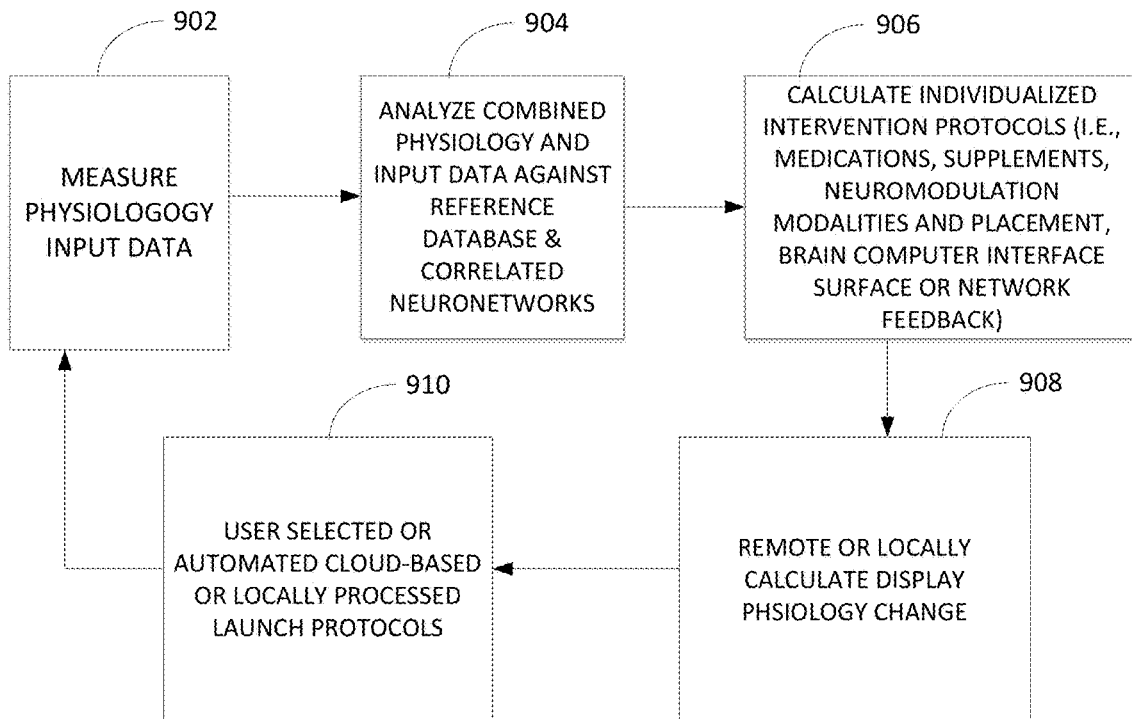 902
MEASURE
PHYSIOLOGOGY
INPUT DATA
904
ANALYZE COMBINED
PHYSIOLOGY AND
INPUT DATA AGAINST
REFERENCE
DATABASE &
CORRELATED
NEURONETWORKS
906
CALCULATE INDIVIDUALIZED
INTERVENTION PROTOCOLS (I.E.,
MEDICATIONS, SUPPLEMENTS,
NEUROMODULATION
MODALITIES AND PLACEMENT,
BRAIN COMPUTER INTERFACE
SURFACE OR NETWORK
FEEDBACK)
908
REMOTE OR LOCALLY
CALCULATE DISPLAY
PHSIOLOGY CHANGE
910
USER SELECTED OR
AUTOMATED CLOUD-BASED
OR LOCALLY PROCESSED
LAUNCH PROTOCOLS